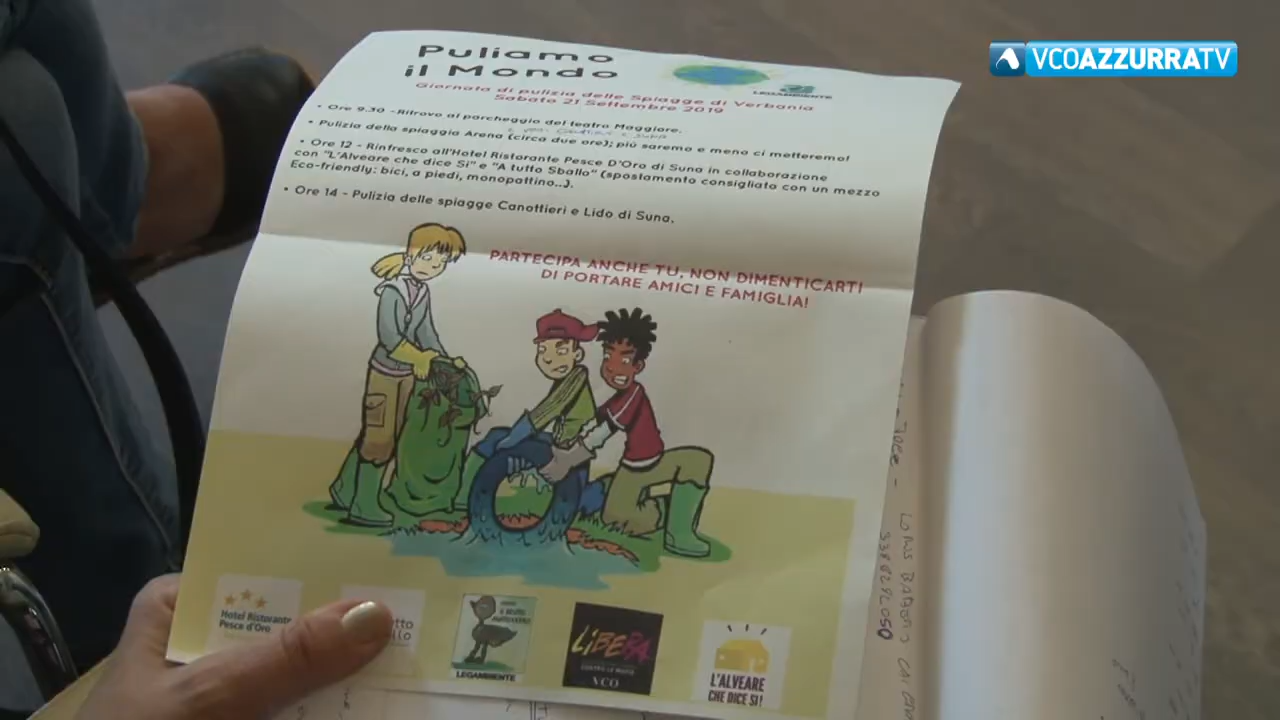 VCOAZZURRATV
Puliamo
il Mondo
LEGAMBIENTE
Giornata di pulizia delle Spiagge di Verbania
Sabato 21 Settembre 2019
• Ore 9.30 -Ritrovo al parcheggio del teatro Maggiore.
• Pulizia della spiaggia Arena (circa due ore); più saremo e meno ci metteremo!
• Ore 12 - Rinfresco all'Hotel Ristorante Pesce D'Oro di Suna in collaborazione
con "L'Alveare che dice Sì" e "A tutto Sballo" (spostamento consigliato con un mezzo
Eco-friendly: bici, a piedi, monopattino...).
• Ore 14 - Pulizia delle spiagge Canottieri e Lido di Suna.
PARTECIPA ANCHE TU, NON DIMENTICARTI
DI PORTARE AMICI E FAMIGLIA!
Hotel Ristorante
Pesce d'Oro
LEGAMBIENTE
LIBERA
CONTRO LE MAFIE
VCO
L'ALVEARE
CHE DICE SÌ!